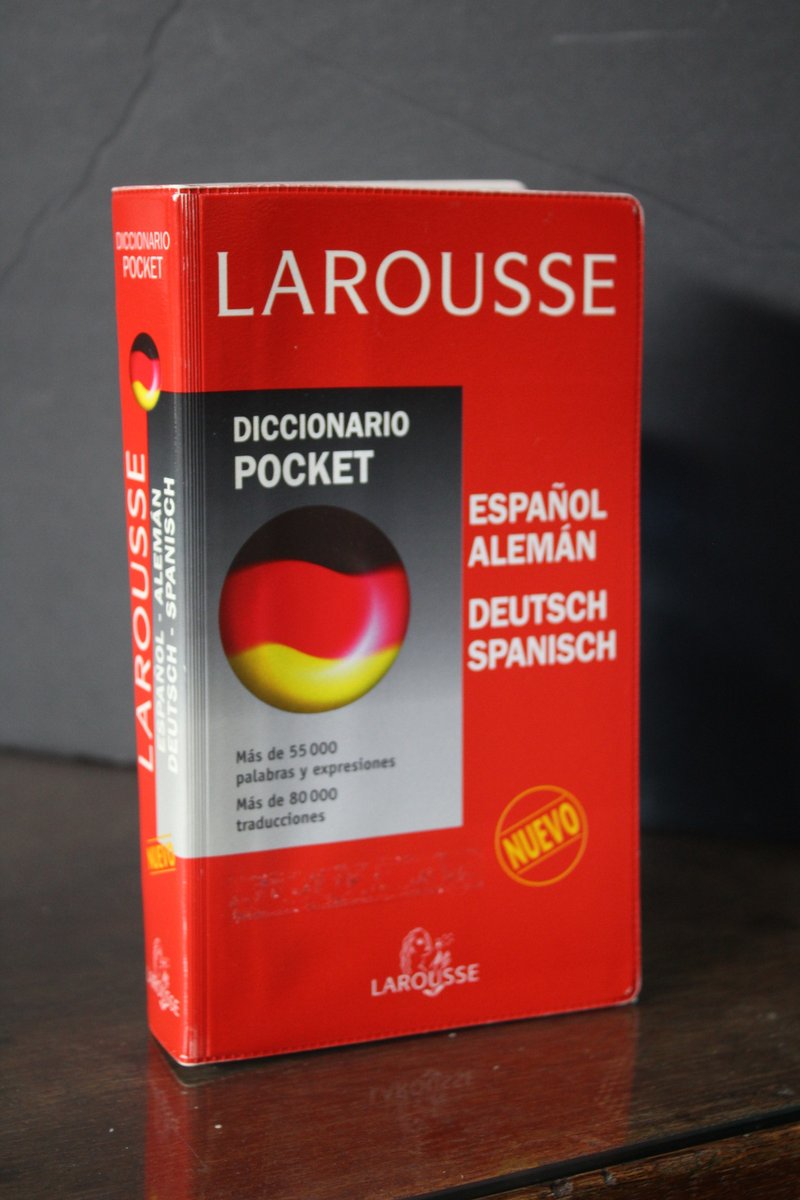 DICCIONARIO
POCKET
LAROUSSE
ESPAÑOL - ALEMÁN
DEUTSCH - SPANISCH
NUEVO
LAROUSSE
LAROUSSE
DICCIONARIO
POCKET
ESPAÑOL
ALEMÁN
DEUTSCH
SPANISCH
Más de 55 000
palabras y expresiones
Más de 80 000
traducciones
NUEVO
LAROUSSE